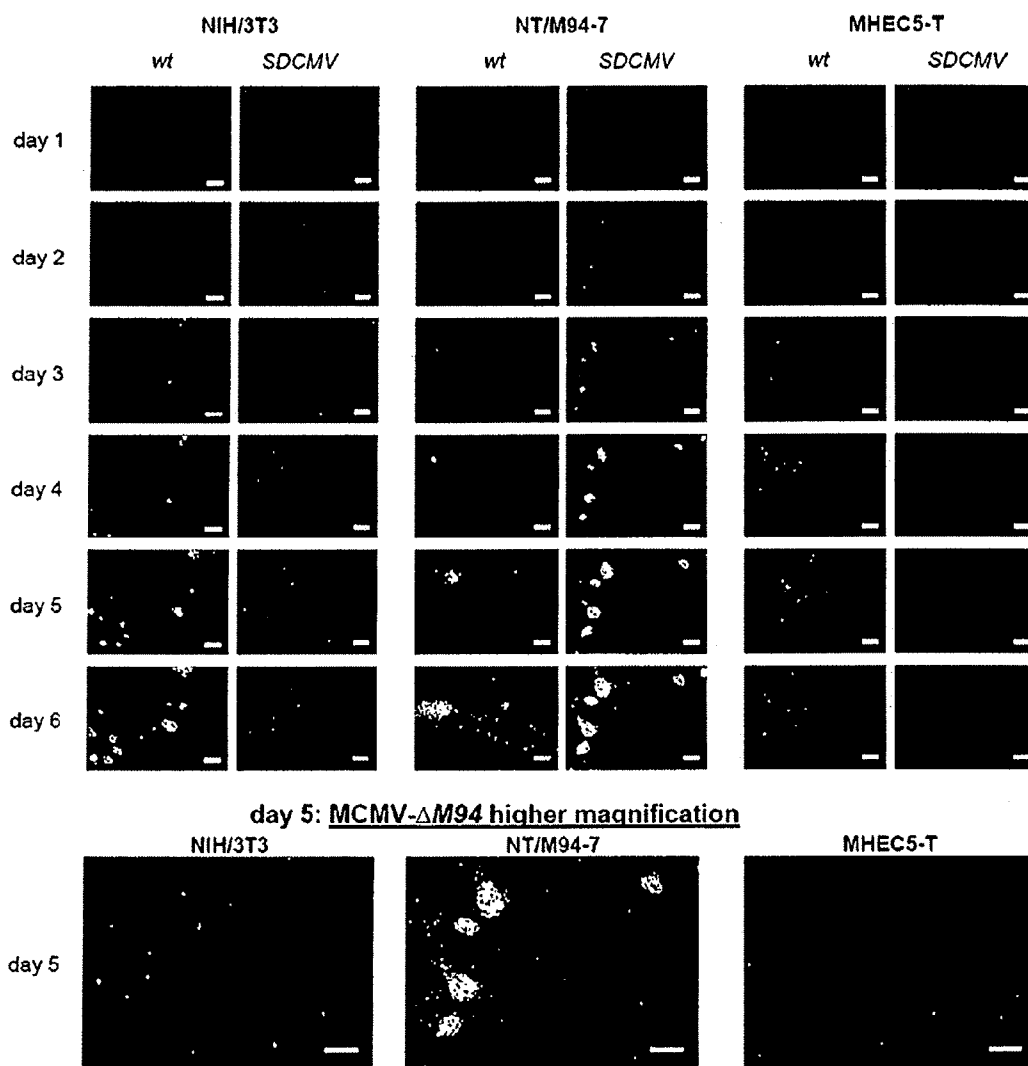 NIH/3T3 NT/M94-7 MHEC5-T
wt SDCMV wt SDCMV wt SDCMV
day 1
day 2
day 3
day 4
day 5
day 6
day 5: MCMV-ΔM94 higher magnification
NIH/3T3 NT/M94-7 MHEC5-T
day 5